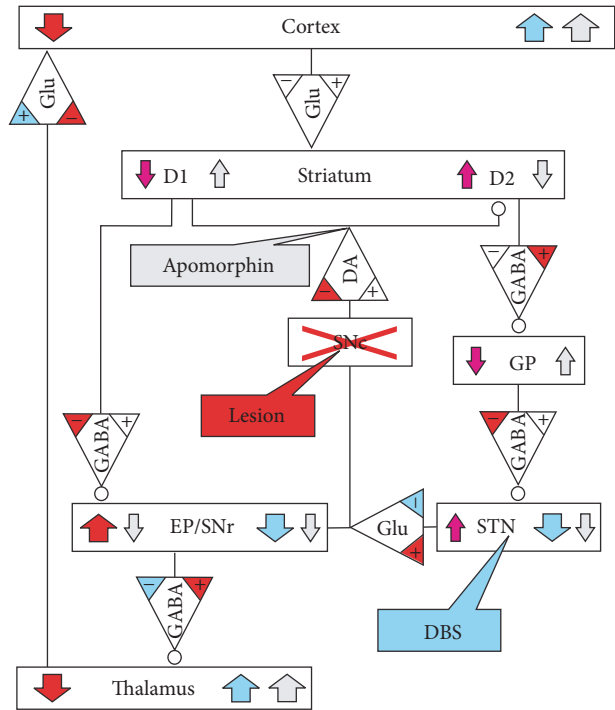 Cortex
+ Glu −
− Glu +
D1 Striatum D2
Apomorphin
− DA +
− GABA +
SNc
GP
Lesion
− GABA +
− GABA +
EP/SNr
− Glu +
STN
− GABA +
DBS
Thalamus